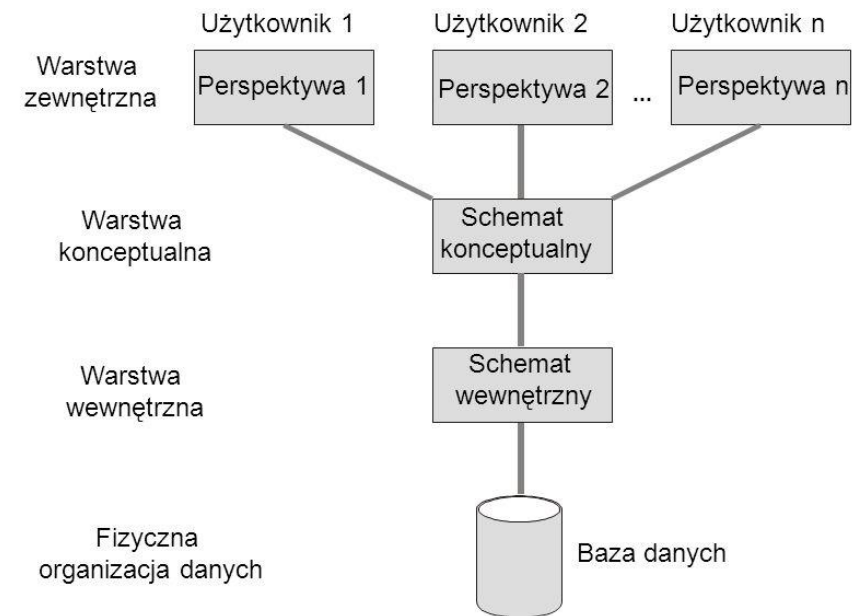 Użytkownik 1
Użytkownik 2
Użytkownik n
Warstwa
zewnętrzna
Perspektywa 1
Perspektywa 2
...
Perspektywa n
Warstwa
konceptualna
Schemat
konceptualny
Warstwa
wewnętrzna
Schemat
wewnętrzny
Fizyczna
organizacja danych
Baza danych